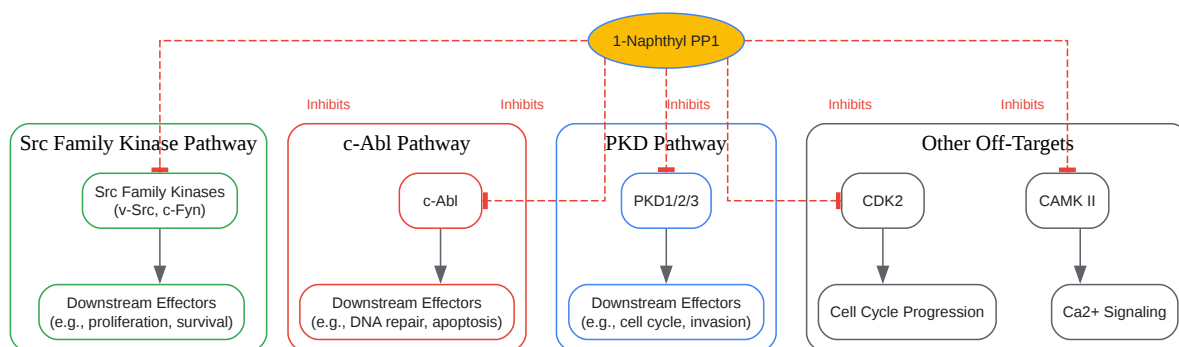 1-Naphthyl PP1
Inhibits
Inhibits
Inhibits
Inhibits
Inhibits
Src Family Kinase Pathway
c-Abl Pathway
PKD Pathway
Other Off-Targets
Src Family Kinases
(v-Src, c-Fyn)
c-Abl
PKD1/2/3
CDK2
CAMK II
Downstream Effectors
(e.g., proliferation, survival)
Downstream Effectors
(e.g., DNA repair, apoptosis)
Downstream Effectors
(e.g., cell cycle, invasion)
Cell Cycle Progression
Ca2+ Signaling